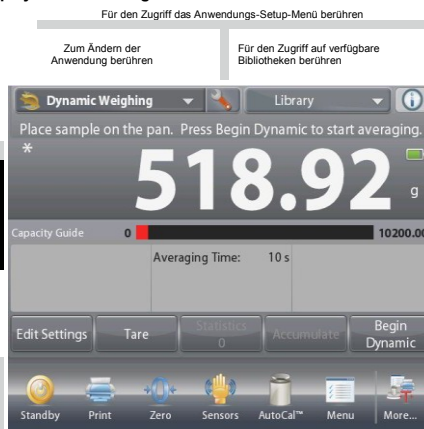 Für den Zugriff das Anwendungs-Setup-Menü berühren
Zum Ändern der
Anwendung berühren
Für den Zugriff auf verfügbare
Bibliotheken berühren
Dynamic Weighing
Library
Place sample on the pan. Press Begin Dynamic to start averaging.
*
518.92
g
Capacity Guide 0 10200.00
Averaging Time: 10 s
Edit Settings
Tare
Statistics
0
Accumulate
Begin
Dynamic
Standby Print Zero Sensors AutoCal™ Menu More...